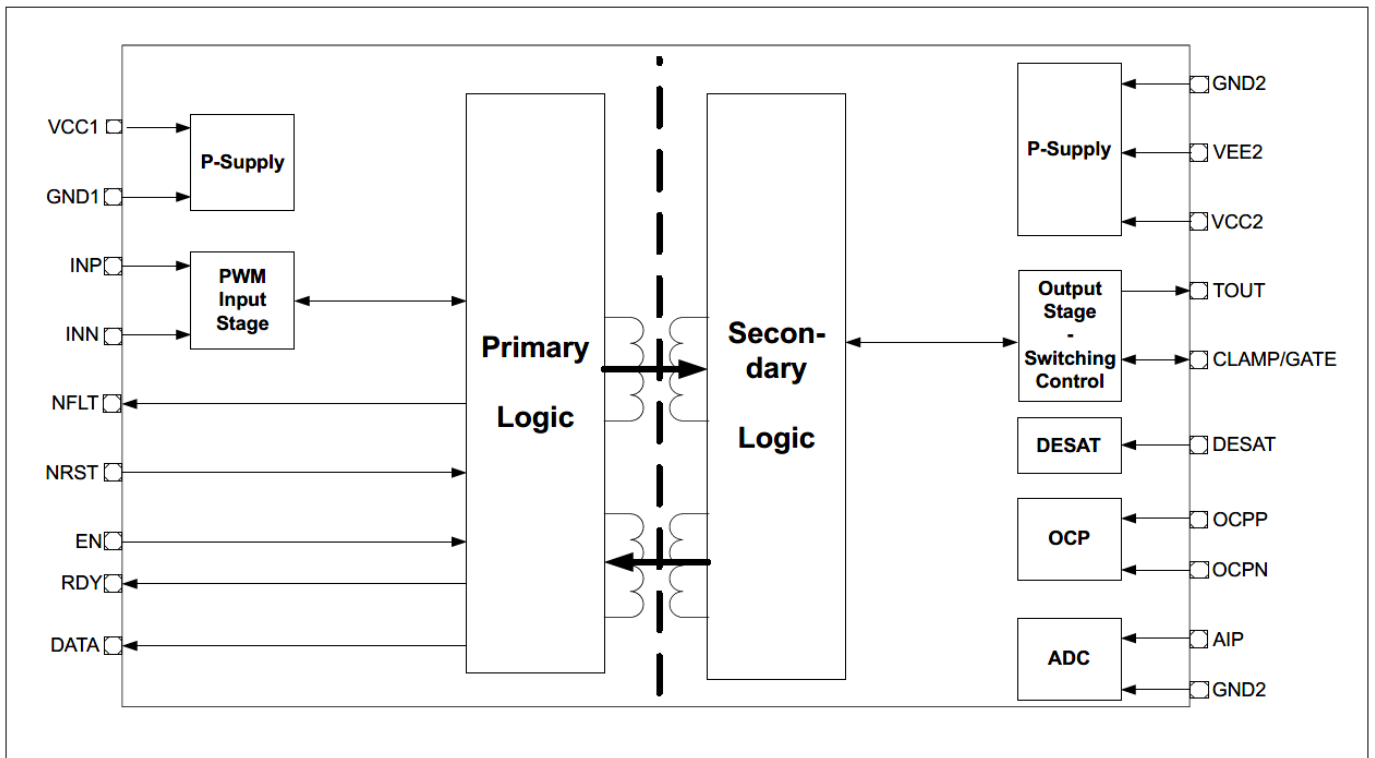 VCC1
GND1
INP
INN
NFLT
NRST
EN
RDY
DATA
P-Supply
PWM
Input
Stage
Primary
Logic
Secon-
dary
Logic
P-Supply
Output
Stage
-
Switching
Control
DESAT
OCP
ADC
GND2
VEE2
VCC2
TOUT
CLAMP/GATE
DESAT
OCPP
OCPN
AIP
GND2